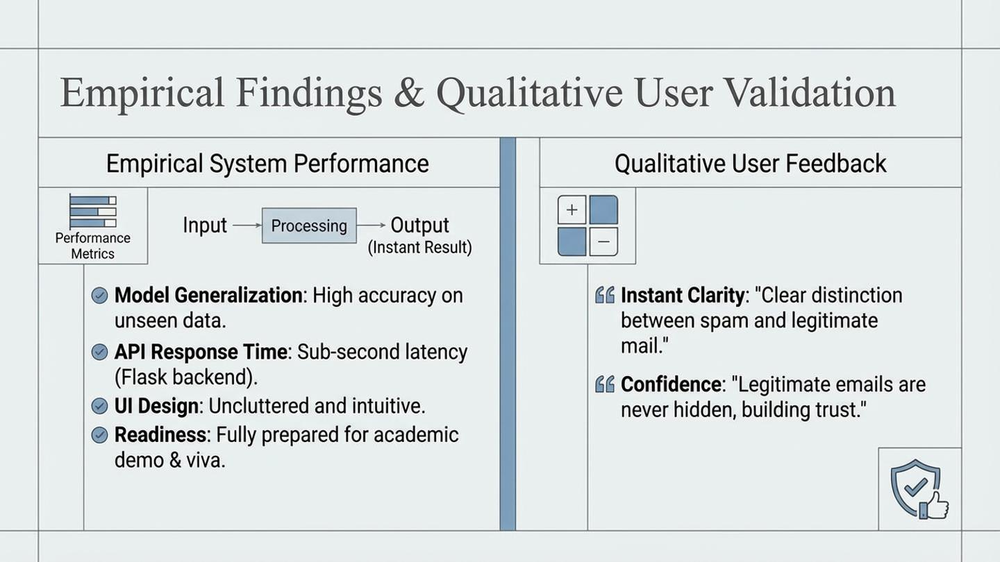 Empirical Findings & Qualitative User Validation
Empirical System Performance
Performance
Metrics
Input
Processing
Output
(Instant Result)
Model Generalization: High accuracy on
unseen data.
API Response Time: Sub-second latency
(Flask backend).
UI Design: Uncluttered and intuitive.
Readiness: Fully prepared for academic
demo & viva.
Qualitative User Feedback
+
−
Instant Clarity: "Clear distinction
between spam and legitimate
mail."
Confidence: "Legitimate emails are
never hidden, building trust."